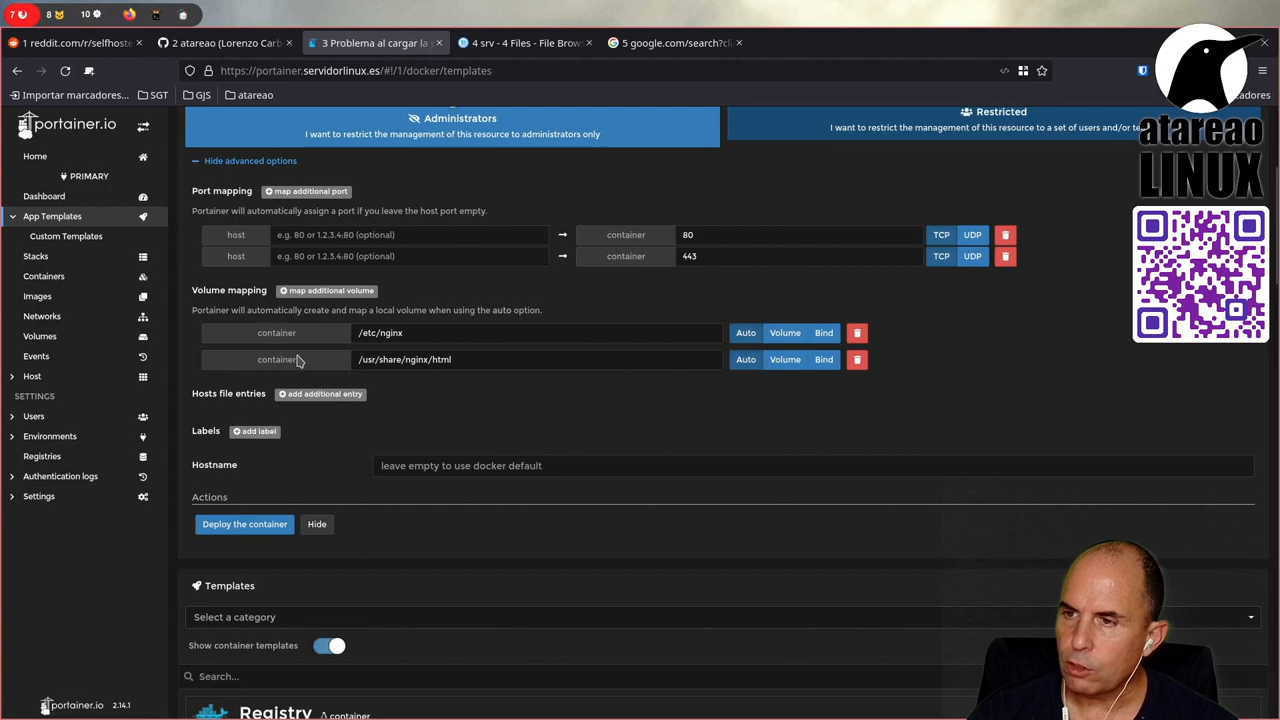 7 8 10
1 reddit.com/r/selfhoste 2 atareao (Lorenzo Carb 3 Problema al cargar la p 4 srv - 4 Files - File Brow 5 google.com/search?cli
https://portainer.servidorlinux.es/#!/1/docker/templates
Importar marcadores... SGT GJS atareao
portainer.io
Home
PRIMARY
Dashboard
App Templates
Custom Templates
Stacks
Containers
Images
Networks
Volumes
Events
Host
SETTINGS
Users
Environments
Registries
Authentication logs
Settings
portainer.io 2.14.1
Administrators
I want to restrict the management of this resource to administrators only
Restricted
I want to restrict the management of this resource to a set of users and/or te
Hide advanced options
Port mapping map additional port
Portainer will automatically assign a port if you leave the host port empty.
host e.g. 80 or 1.2.3.4:80 (optional) → container 80 TCP UDP
host e.g. 80 or 1.2.3.4:80 (optional) → container 443 TCP UDP
Volume mapping map additional volume
Portainer will automatically create and map a local volume when using the auto option.
container /etc/nginx Auto Volume Bind
container /usr/share/nginx/html Auto Volume Bind
Hosts file entries add additional entry
Labels add label
Hostname leave empty to use docker default
Actions
Deploy the container Hide
Templates
Select a category
Show container templates
Search...
Registry container
atareao
LINUX